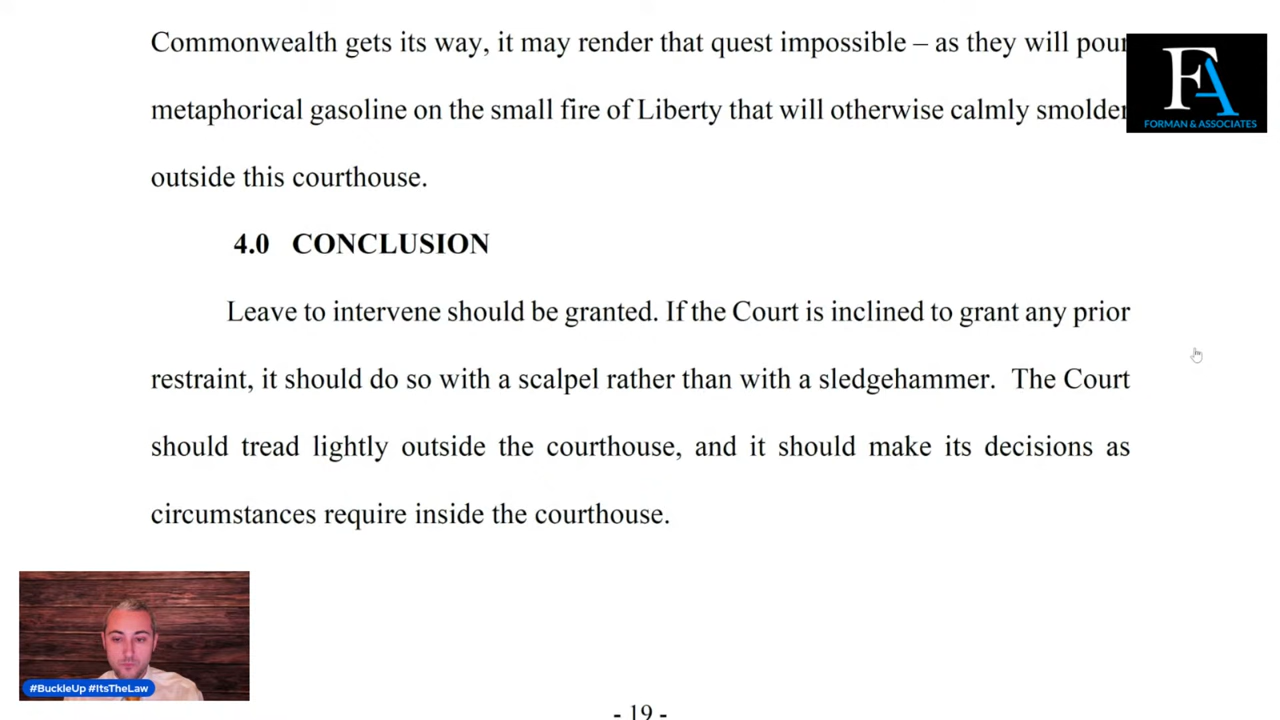 Commonwealth gets its way, it may render that quest impossible – as they will pour
metaphorical gasoline on the small fire of Liberty that will otherwise calmly smolder
outside this courthouse.
4.0 CONCLUSION
Leave to intervene should be granted. If the Court is inclined to grant any prior
restraint, it should do so with a scalpel rather than with a sledgehammer. The Court
should tread lightly outside the courthouse, and it should make its decisions as
circumstances require inside the courthouse.
- 19 -
FA
FORMAN & ASSOCIATES
#BuckleUp #ItsTheLaw